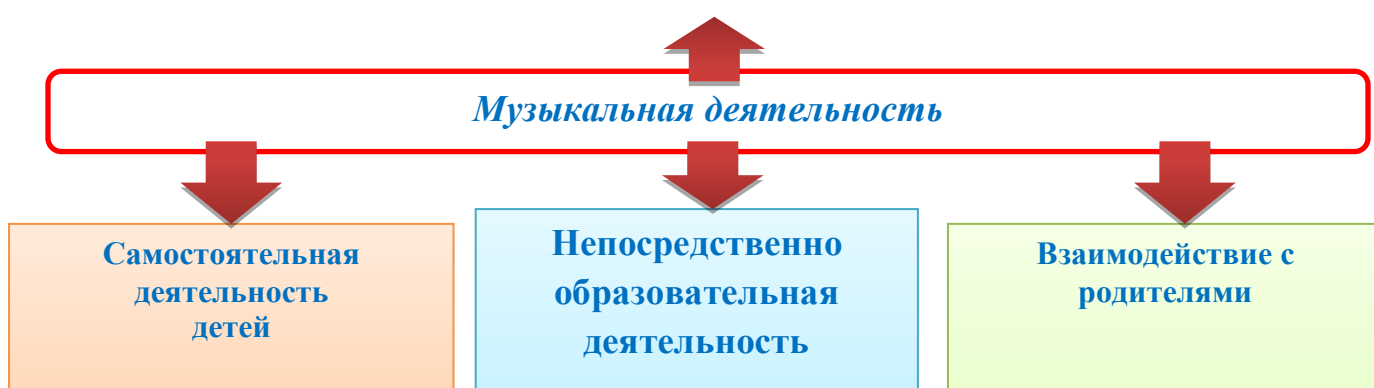 Музыкальная деятельность
Самостоятельная
деятельность
детей
Непосредственно
образовательная
деятельность
Взаимодействие с
родителями